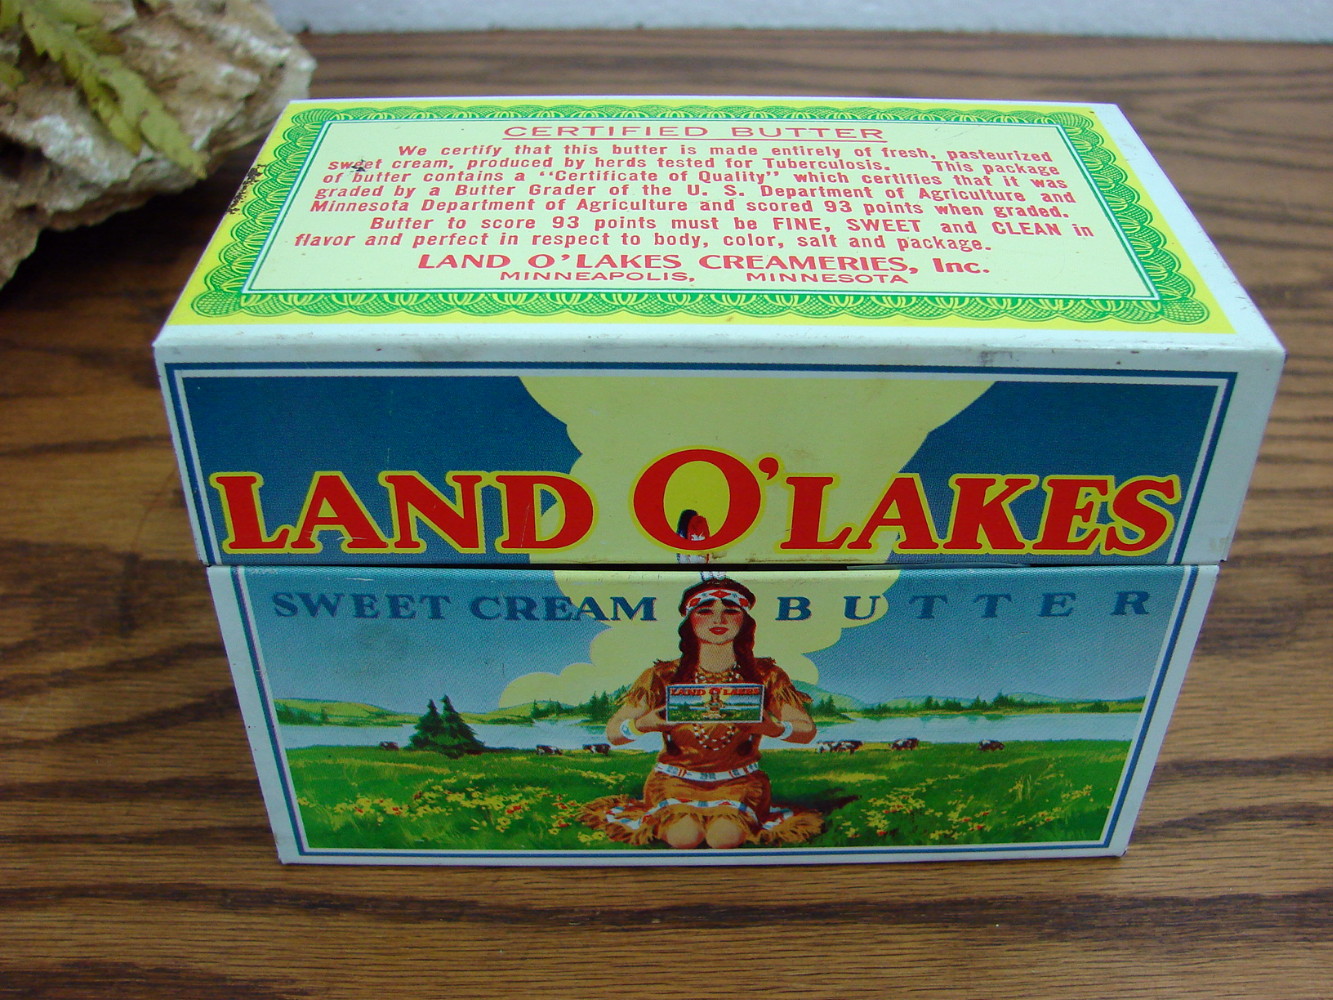 CERTIFIED BUTTER
We certify that this butter is made entirely of fresh, pasteurized
sweet cream, produced by herds tested for Tuberculosis. This package
of butter contains a "Certificate of Quality" which certifies that it was
graded by a Butter Grader of the U. S. Department of Agriculture and
Minnesota Department of Agriculture and scored 93 points when graded.
Butter to score 93 points must be FINE, SWEET and CLEAN in
flavor and perfect in respect to body, color, salt and package.
LAND O'LAKES CREAMERIES, Inc.
MINNEAPOLIS, MINNESOTA
LAND O'LAKES
SWEET CREAM BUTTER
LAND O'LAKES